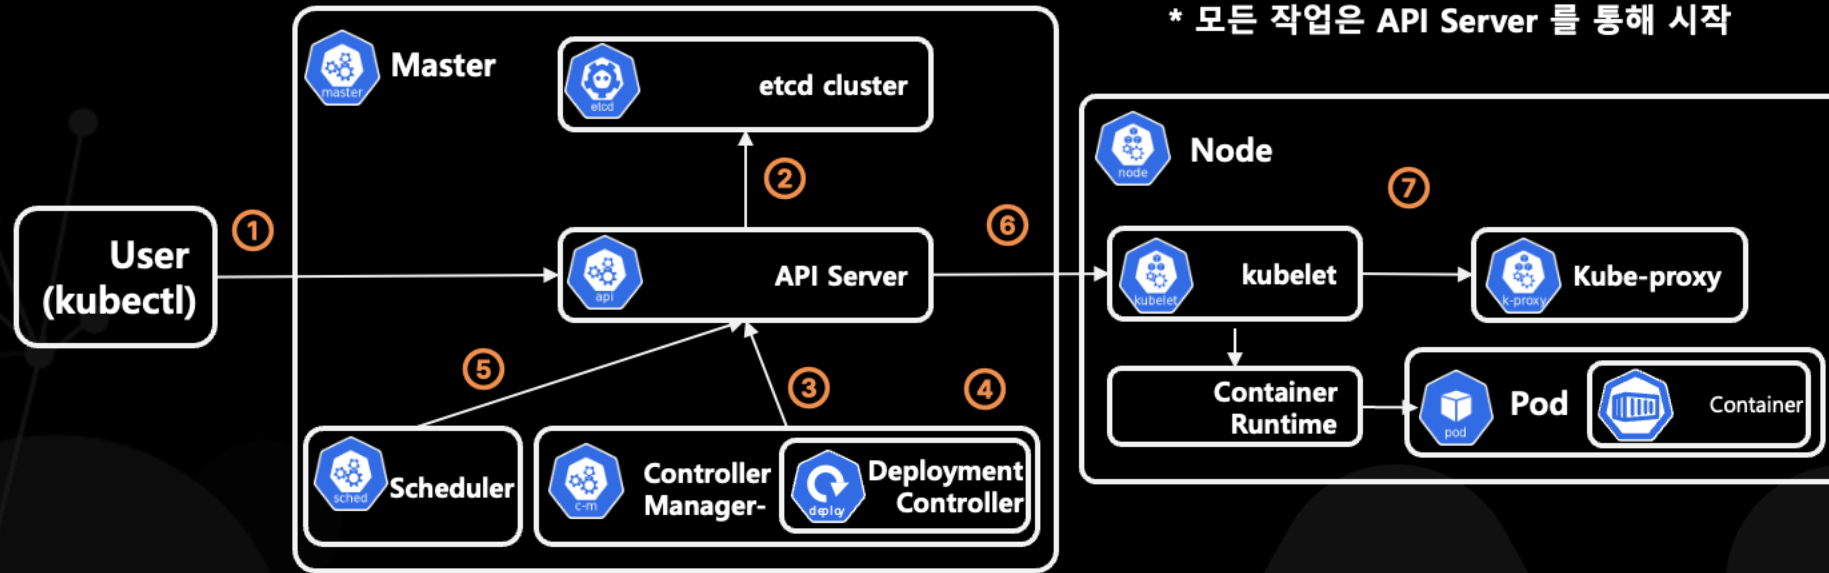 * 모든 작업은 API Server 를 통해 시작
master
Master
etcd
etcd cluster
②
①
User
(kubectl)
api
API Server
⑥
⑤
③
④
sched
Scheduler
c-m
Controller
Manager-
deploy
Deployment
Controller
node
Node
⑦
kubelet
kubelet
k-proxy
Kube-proxy
Container
Runtime
pod
Pod
Container